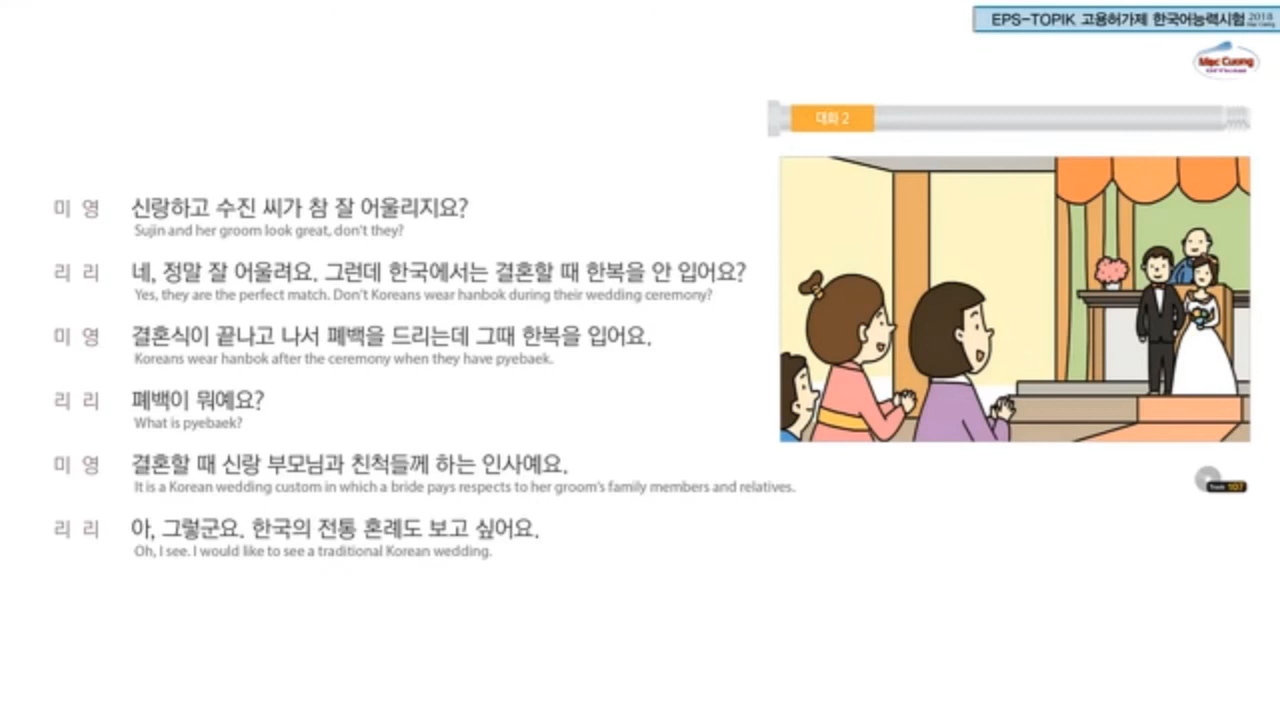 EPS-TOPIK 고용허가제 한국어능력시험 2018
Mạc Cương
대화 2
미 영 신랑하고 수진 씨가 참 잘 어울리지요?
Sujin and her groom look great, don't they?
리 리 네, 정말 잘 어울려요. 그런데 한국에서는 결혼할 때 한복을 안 입어요?
Yes, they are the perfect match. Don't Koreans wear hanbok during their wedding ceremony?
미 영 결혼식이 끝나고 나서 폐백을 드리는데 그때 한복을 입어요.
Koreans wear hanbok after the ceremony when they have pyebaek.
리 리 폐백이 뭐예요?
What is pyebaek?
미 영 결혼할 때 신랑 부모님과 친척들께 하는 인사예요.
It is a Korean wedding custom in which a bride pays respects to her groom's family members and relatives.
리 리 아, 그렇군요. 한국의 전통 혼례도 보고 싶어요.
Oh, I see. I would like to see a traditional Korean wedding.
Track 107